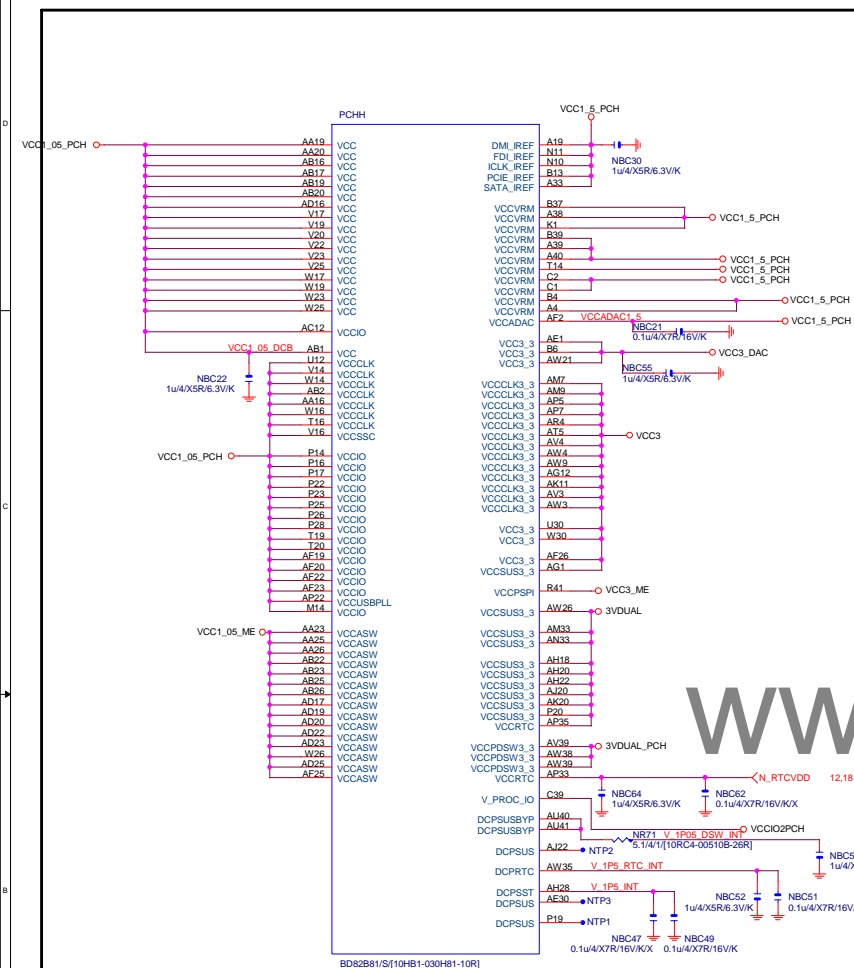 D
C
B
PCHH
VCC1_05_PCH
AA19 VCC
AA20 VCC
AB16 VCC
AB17 VCC
AB19 VCC
AB20 VCC
AD16 VCC
V17 VCC
V19 VCC
V20 VCC
V22 VCC
V23 VCC
V25 VCC
W17 VCC
W19 VCC
W23 VCC
W25 VCC
AC12 VCCIO
VCC1_05_DCB AB1 VCC
NBC22
1u/4/X5R/6.3V/K
U12 VCCCLK
V14 VCCCLK
W14 VCCCLK
AB2 VCCCLK
AA16 VCCCLK
W16 VCCCLK
T16 VCCCLK
V16 VCCSSC
VCC1_05_PCH
P14 VCCIO
P16 VCCIO
P17 VCCIO
P22 VCCIO
P23 VCCIO
P25 VCCIO
P26 VCCIO
P28 VCCIO
T19 VCCIO
T20 VCCIO
AF19 VCCIO
AF20 VCCIO
AF22 VCCIO
AF23 VCCIO
AP22 VCCUSBPLL
M14 VCCIO
VCC1_05_ME
AA23 VCCASW
AA25 VCCASW
AA26 VCCASW
AB22 VCCASW
AB23 VCCASW
AB25 VCCASW
AB26 VCCASW
AD17 VCCASW
AD19 VCCASW
AD20 VCCASW
AD22 VCCASW
AD23 VCCASW
W26 VCCASW
AD25 VCCASW
AF25 VCCASW
VCC1_5_PCH
DMI_IREF A19
FDI_IREF N11
ICLK_IREF N10
PCIE_IREF B13
SATA_IREF A33
NBC30
1u/4/X5R/6.3V/K
VCCVRM B37
VCCVRM A38
VCCVRM K1
VCC1_5_PCH
VCCVRM B39
VCCVRM A39
VCCVRM A40
VCC1_5_PCH
VCCVRM T14
VCC1_5_PCH
VCCVRM C2
VCC1_5_PCH
VCCVRM C1
VCCVRM B4
VCC1_5_PCH
VCCVRM A4
VCCADAC AF2 VCCADAC1_5
VCC1_5_PCH
NBC21
0.1u/4/X7R/16V/K
VCC3_3 AE1
VCC3_3 B6
VCC3_3 AW21
VCC3_DAC
NBC55
1u/4/X5R/6.3V/K
VCCCLK3_3 AM7
VCCCLK3_3 AM9
VCCCLK3_3 AP5
VCCCLK3_3 AP7
VCCCLK3_3 AR4
VCCCLK3_3 AT5
VCC3
VCCCLK3_3 AV4
VCCCLK3_3 AW4
VCCCLK3_3 AW9
VCCCLK3_3 AG12
VCCCLK3_3 AK11
VCCCLK3_3 AV3
VCCCLK3_3 AW3
VCC3_3 U30
VCC3_3 W30
VCC3_3 AF26
VCCSUS3_3 AG1
VCCPSPI R41
VCC3_ME
VCCSUS3_3 AW26
3VDUAL
VCCSUS3_3 AM33
VCCSUS3_3 AN33
VCCSUS3_3 AH18
VCCSUS3_3 AH20
VCCSUS3_3 AH22
VCCSUS3_3 AJ20
VCCSUS3_3 AK20
VCCSUS3_3 P20
VCCRTC AP35
VCCPDSW3_3 AV39
3VDUAL_PCH
VCCPDSW3_3 AW38
VCCPDSW3_3 AW39
VCCRTC AP33
N_RTCVDD 12,18
NBC64
1u/4/X5R/6.3V/K
NBC62
0.1u/4/X7R/16V/K/X
V_PROC_IO C39
VCCIO2PCH
DCPSUSBYP AU40
DCPSUSBYP AU41
NR71 V_1P05_DSW_INT
5.1/4/1/[10RC4-00510B-26R]
DCPSUS AJ22 NTP2
DCPRTC AW35 V_1P5_RTC_INT
NBC52
1u/4/X5R/6.3V/K
NBC51
DCPSST AH28 V_1P5_INT
DCPSUS AE30 NTP3
DCPSUS P19 NTP1
NBC47
0.1u/4/X7R/16V/K/X
NBC49
0.1u/4/X7R/16V/K
BD82B81/S/[10HB1-030H81-10R]